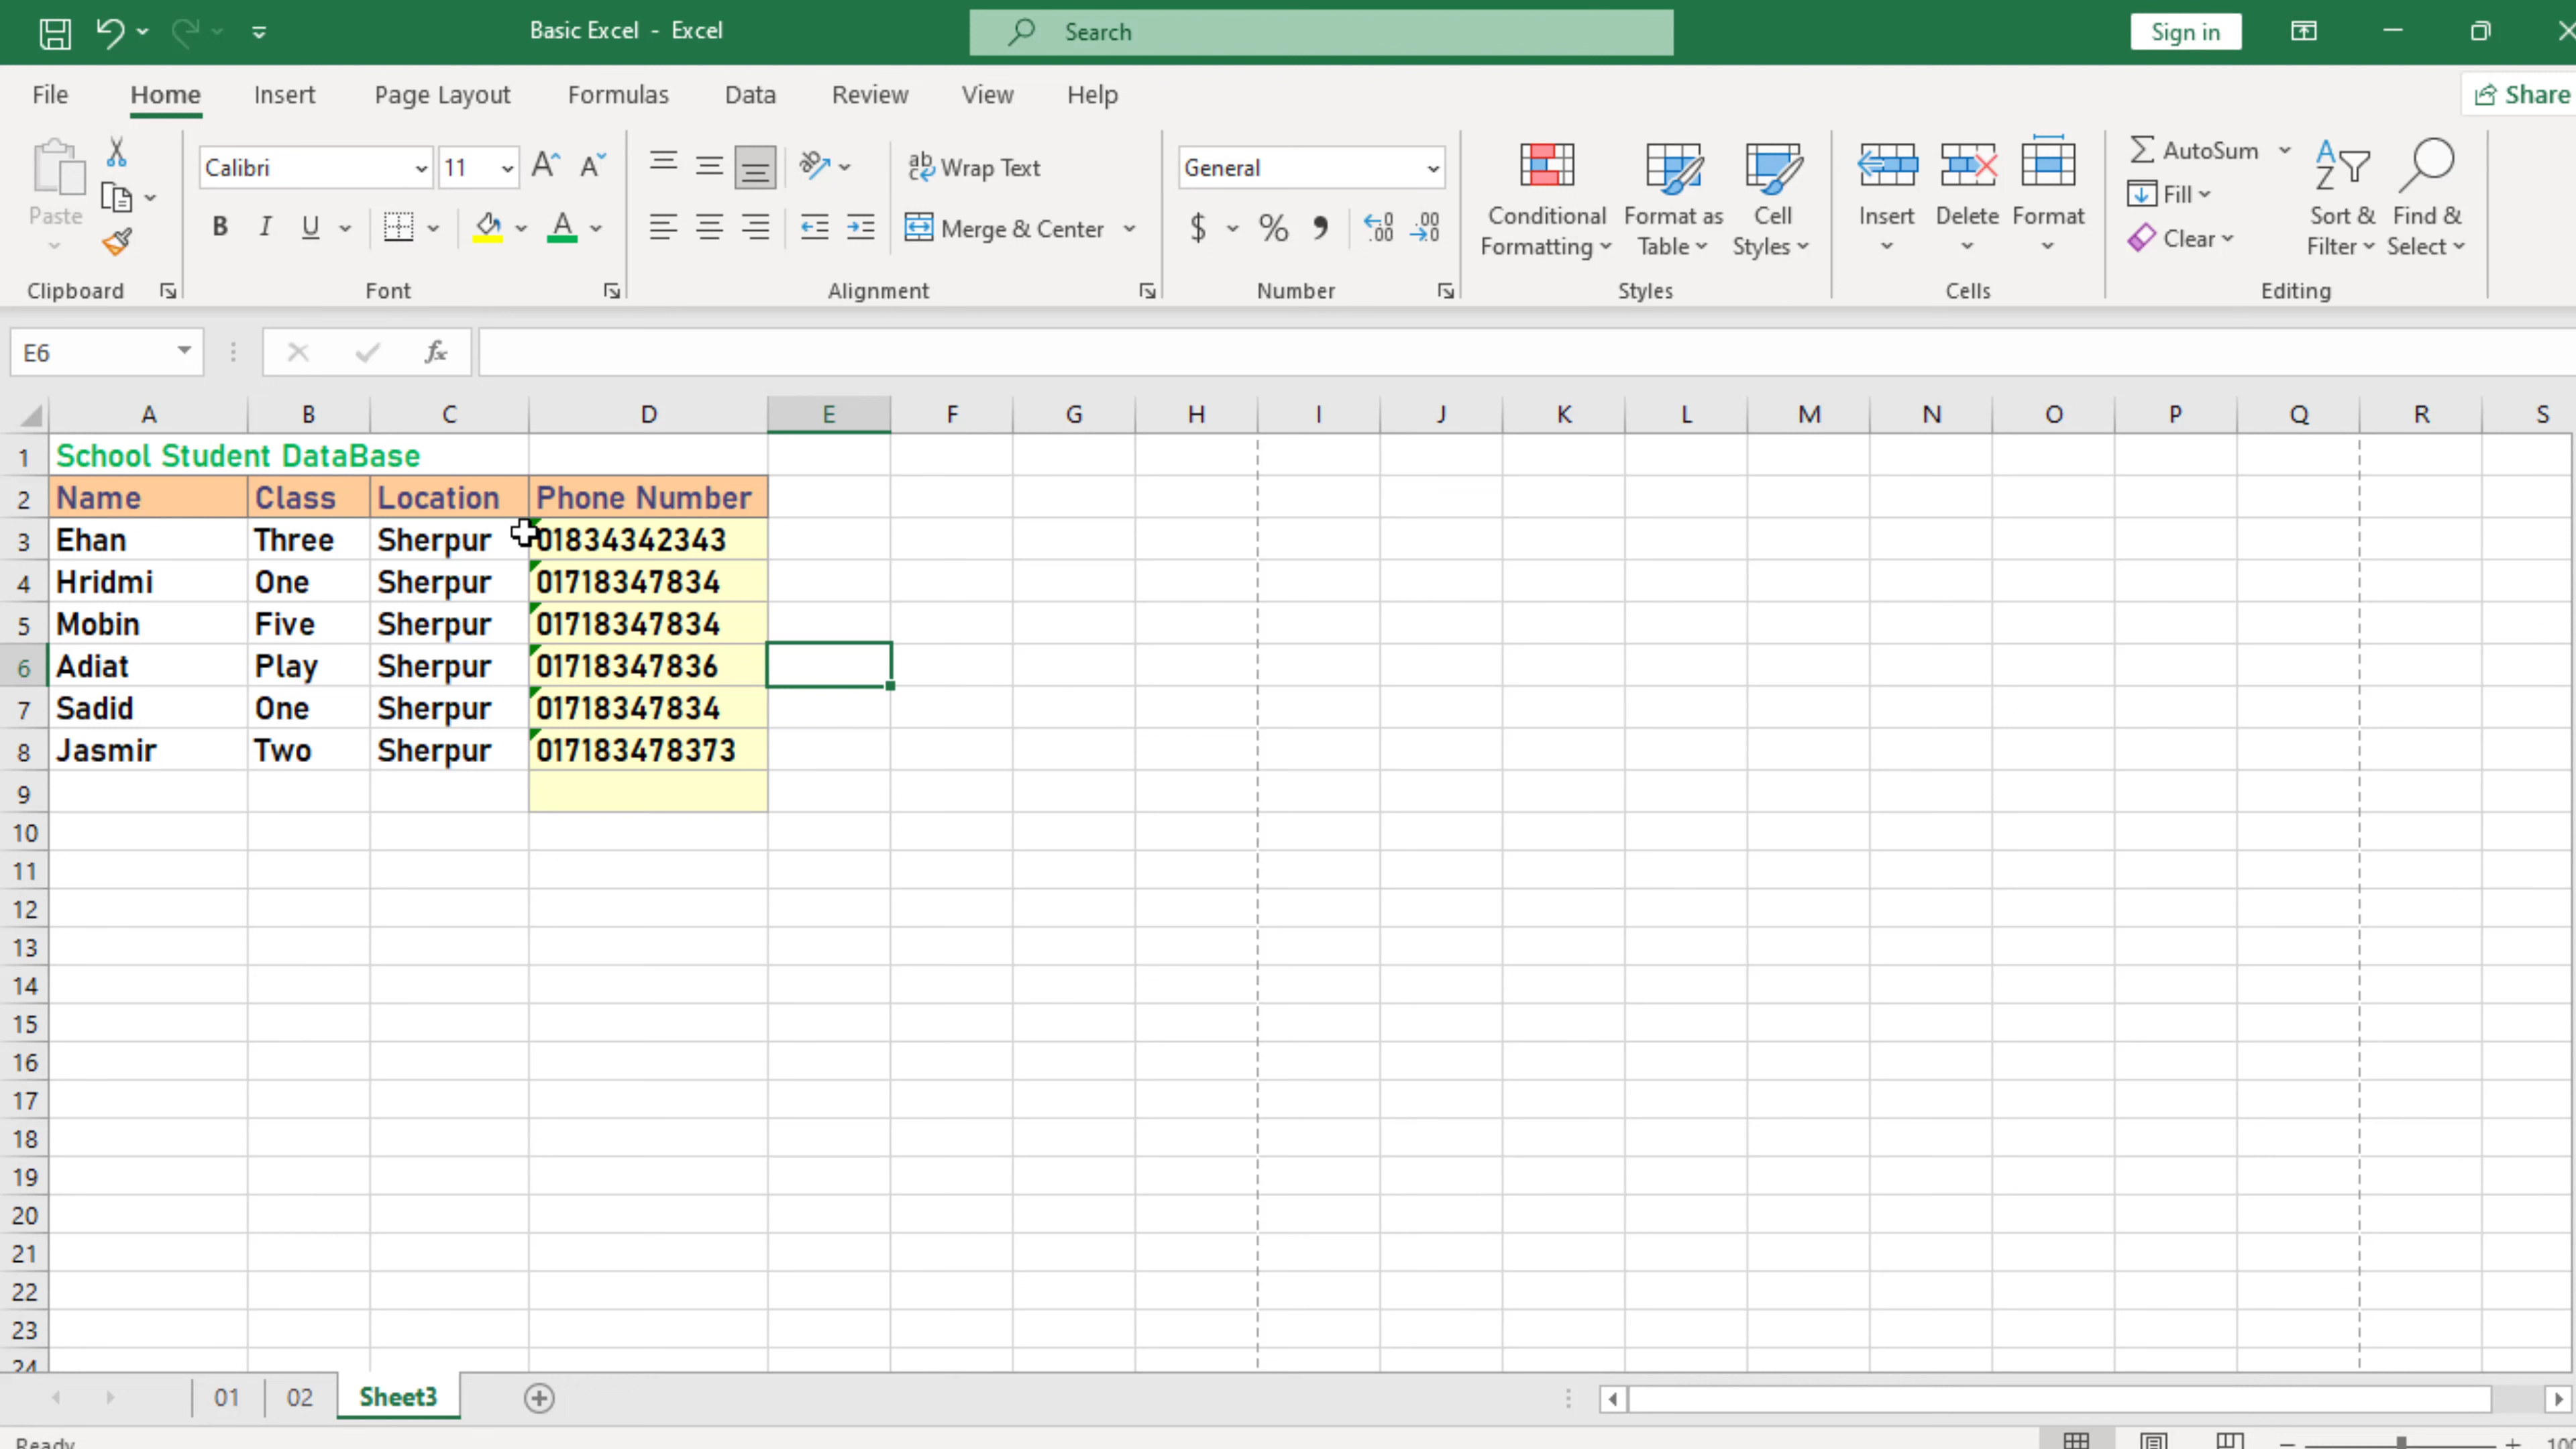 Basic Excel - Excel
Search
Sign in
File Home Insert Page Layout Formulas Data Review View Help
Share
Paste
Calibri 11
B I U
Wrap Text
Merge & Center
General
$ % ,
Conditional Formatting
Format as Table
Cell Styles
Insert
Delete
Format
AutoSum
Fill
Clear
Sort & Filter
Find & Select
Clipboard Font Alignment Number Styles Cells Editing
E6
fx
A B C D E F G H I J K L M N O P Q R S
1 School Student DataBase
2 Name Class Location Phone Number
3 Ehan Three Sherpur 01834342343
4 Hridmi One Sherpur 01718347834
5 Mobin Five Sherpur 01718347834
6 Adiat Play Sherpur 01718347836
7 Sadid One Sherpur 01718347834
8 Jasmir Two Sherpur 017183478373
9
10
11
12
13
14
15
16
17
18
19
20
21
22
23
24
01 02 Sheet3
Ready